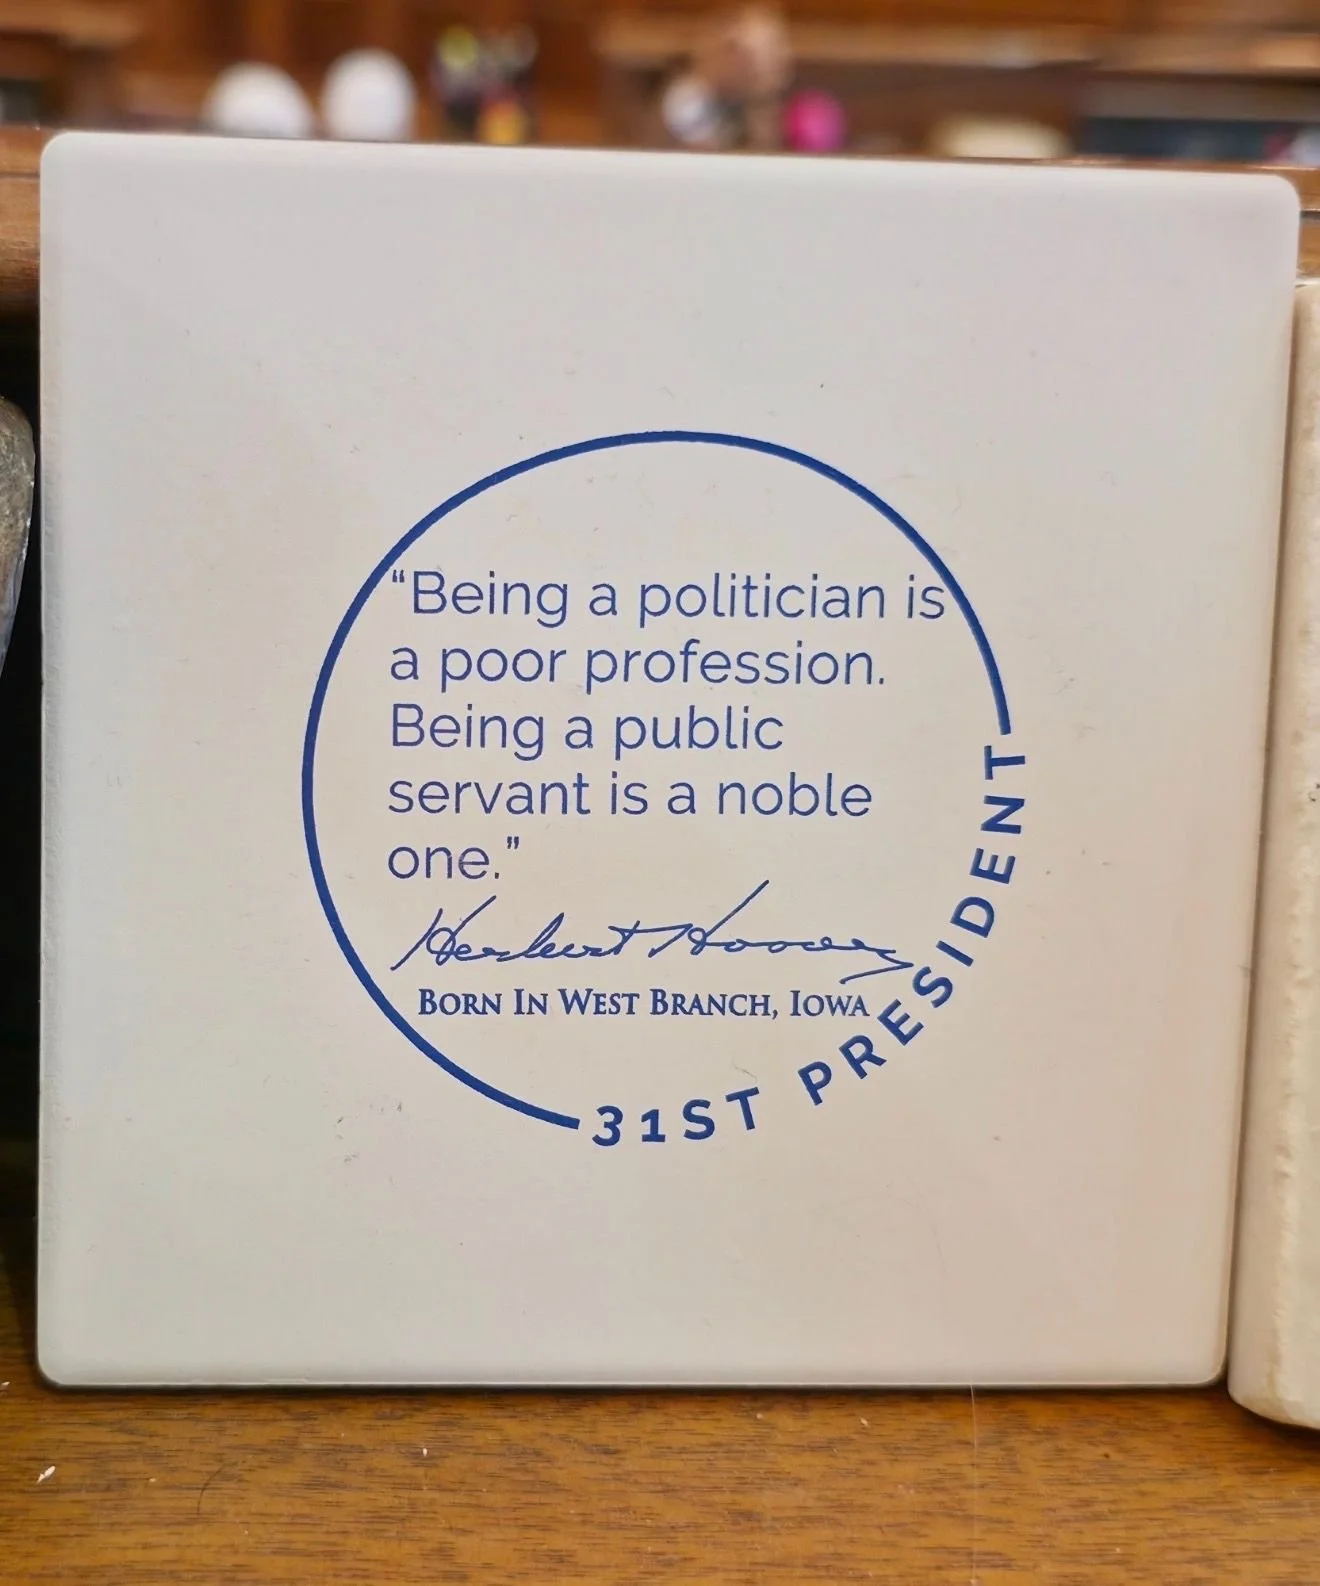 “Being a politician is
a poor profession.
Being a public
servant is a noble
one.”
Herbert Hoover
BORN IN WEST BRANCH, IOWA
31ST PRESIDENT